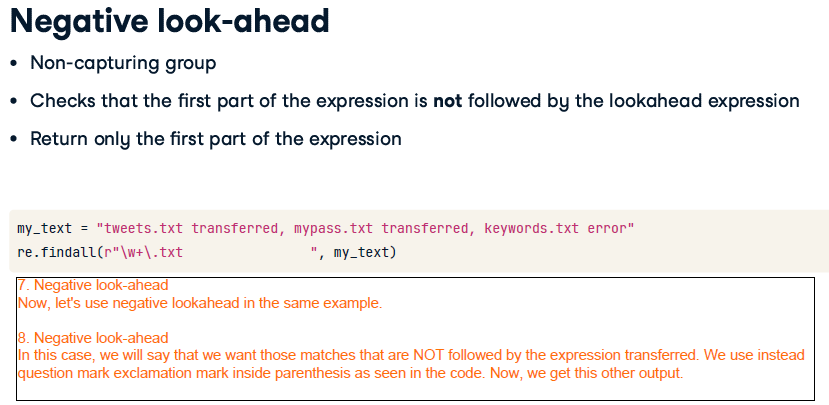 Negative look-ahead
• Non-capturing group
• Checks that the first part of the expression is not followed by the lookahead expression
• Return only the first part of the expression
my_text = "tweets.txt transferred, mypass.txt transferred, keywords.txt error"
re.findall(r"\w+\.txt                ", my_text)
7. Negative look-ahead
Now, let's use negative lookahead in the same example.
8. Negative look-ahead
In this case, we will say that we want those matches that are NOT followed by the expression transferred. We use instead
question mark exclamation mark inside parenthesis as seen in the code. Now, we get this other output.